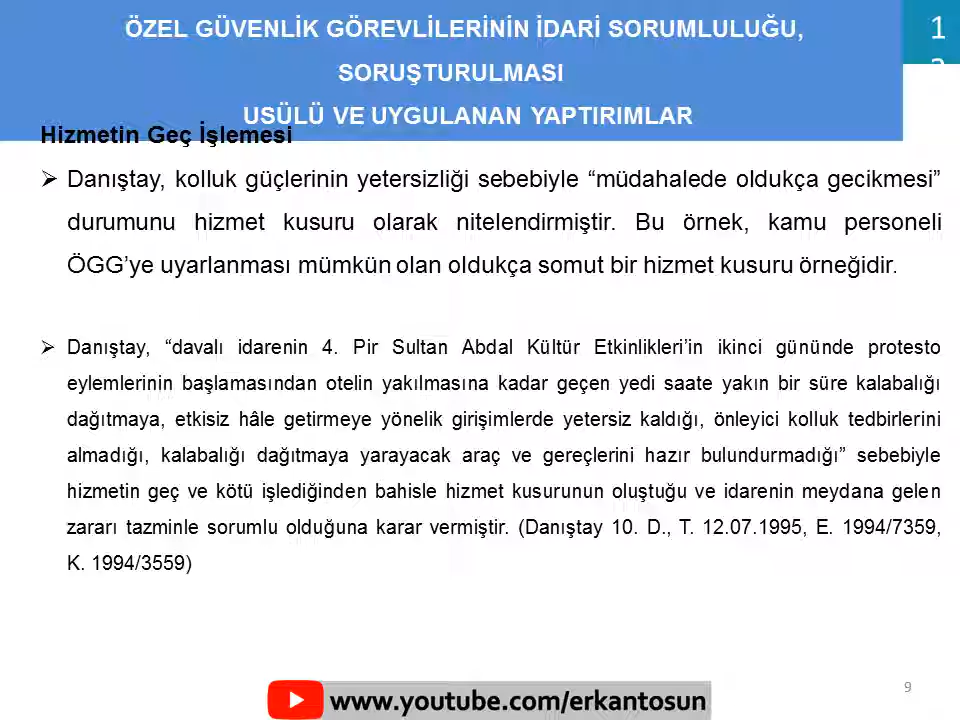 ÖZEL GÜVENLİK GÖREVLİLERİNİN İDARİ SORUMLULUĞU,
SORUŞTURULMASI
USÜLÜ VE UYGULANAN YAPTIRIMLAR
1
Hizmetin Geç İşlemesi
➢ Danıştay, kolluk güçlerinin yetersizliği sebebiyle “müdahalede oldukça gecikmesi”
durumunu hizmet kusuru olarak nitelendirmiştir. Bu örnek, kamu personeli
ÖGG’ye uyarlanması mümkün olan oldukça somut bir hizmet kusuru örneğidir.
➢ Danıştay, “davalı idarenin 4. Pir Sultan Abdal Kültür Etkinlikleri’in ikinci gününde protesto
eylemlerinin başlamasından otelin yakılmasına kadar geçen yedi saate yakın bir süre kalabalığı
dağıtmaya, etkisiz hâle getirmeye yönelik girişimlerde yetersiz kaldığı, önleyici kolluk tedbirlerini
almadığı, kalabalığı dağıtmaya yarayacak araç ve gereçlerini hazır bulundurmadığı” sebebiyle
hizmetin geç ve kötü işlediğinden bahisle hizmet kusurunun oluştuğu ve idarenin meydana gelen
zararı tazminle sorumlu olduğuna karar vermiştir. (Danıştay 10. D., T. 12.07.1995, E. 1994/7359,
K. 1994/3559)
www.youtube.com/erkantosun
9